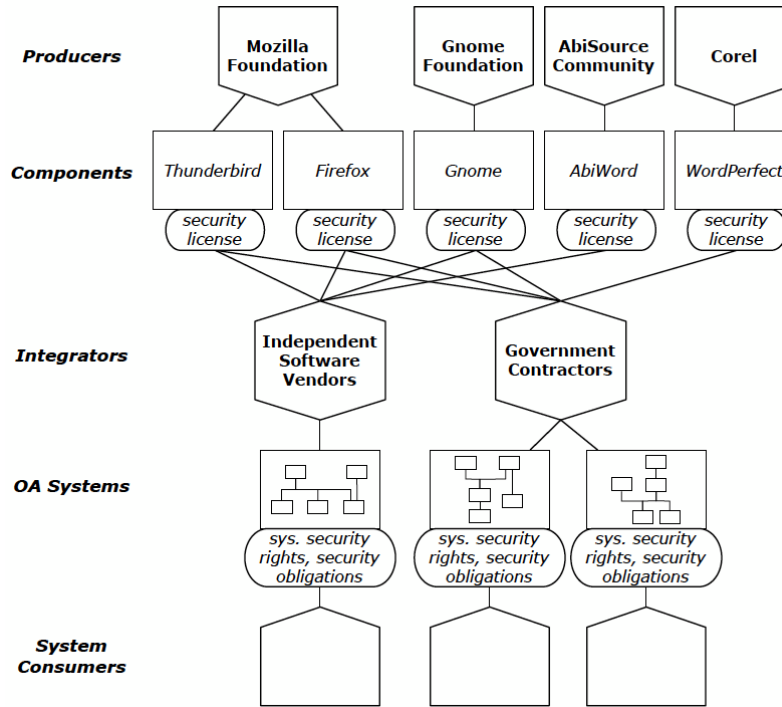 Producers
Mozilla
Foundation
Gnome
Foundation
AbiSource
Community
Corel
Components
Thunderbird
Firefox
Gnome
AbiWord
WordPerfect
security
license
security
license
security
license
security
license
security
license
Integrators
Independent
Software
Vendors
Government
Contractors
OA Systems
sys. security
rights, security
obligations
sys. security
rights, security
obligations
sys. security
rights, security
obligations
System
Consumers